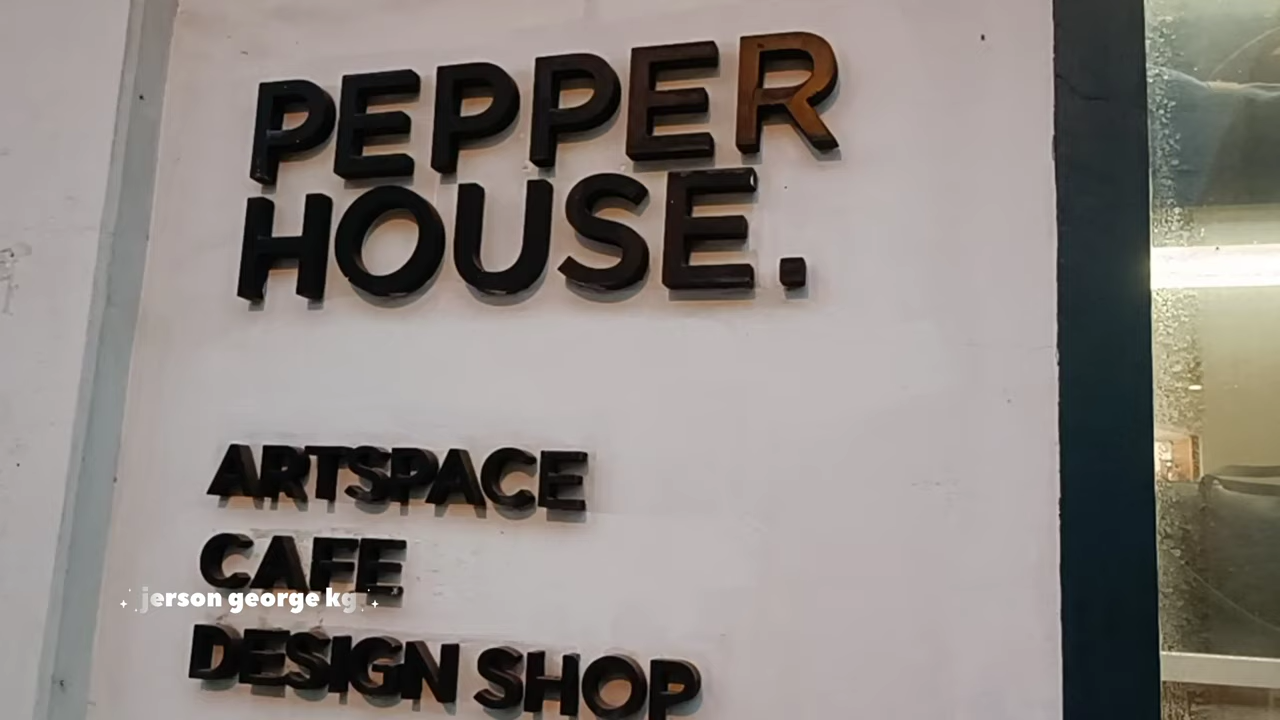 PEPPER
HOUSE.
ARTSPACE
CAFE
jerson george kg
DESIGN SHOP